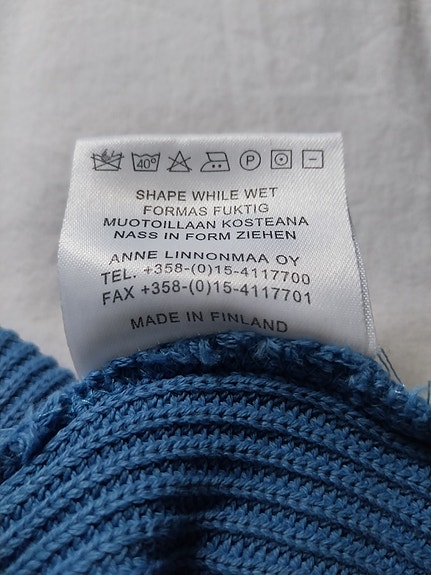 40°
P
SHAPE WHILE WET
FORMAS FUKTIG
MUOTOILLAAN KOSTEANA
NASS IN FORM ZIEHEN
ANNE LINNONMAA OY
TEL. +358-(0)15-4117700
FAX +358-(0)15-4117701
MADE IN FINLAND